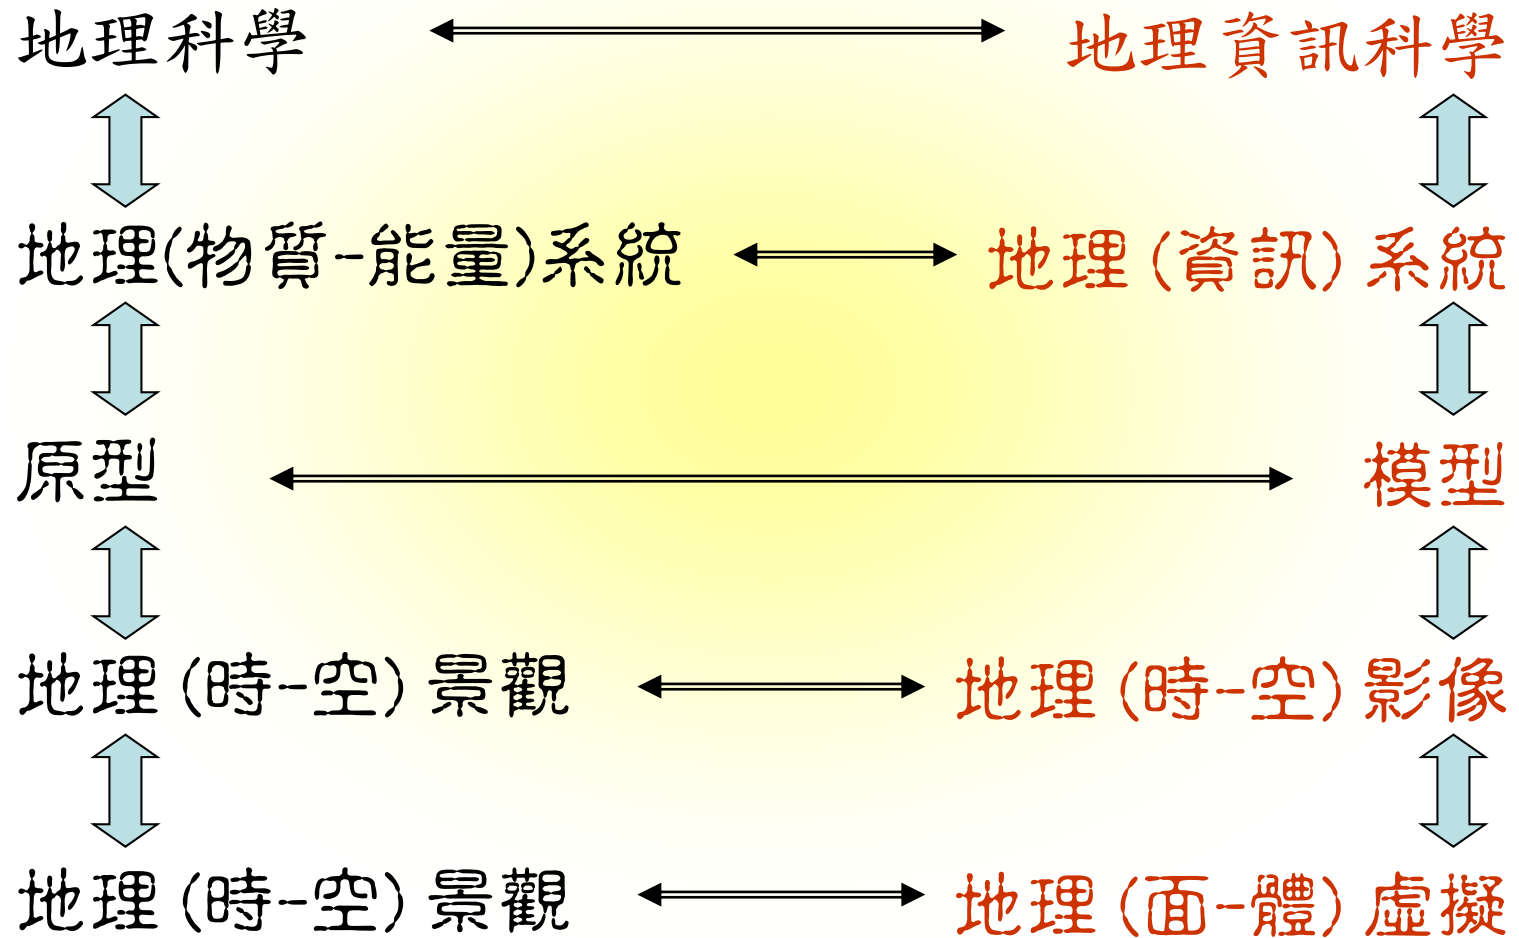 地理科學 地理資訊科學
地理(物質-能量)系統 地理(資訊)系統
原型 模型
地理(時-空)景觀 地理(時-空)影像
地理(時-空)景觀 地理(面-體)虛擬